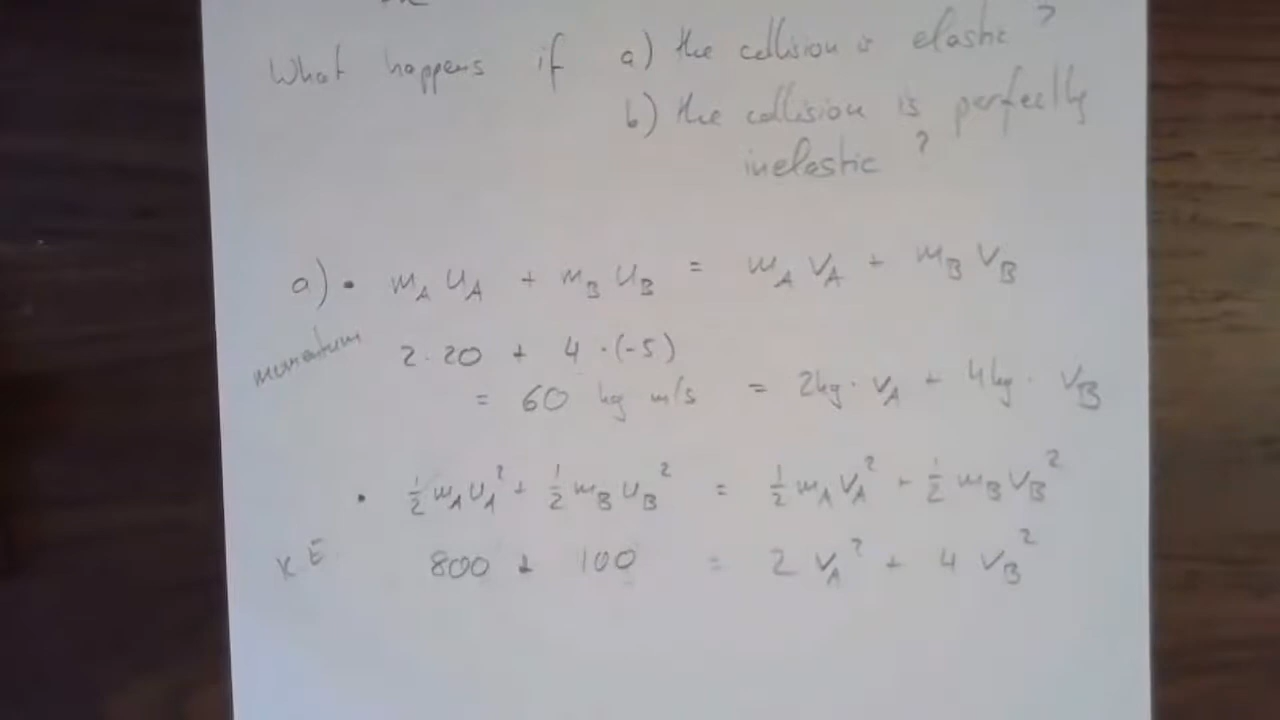 What happens if a) the collision is elastic ?
b) the collision is perfectly
inelastic ?
a) • m_A u_A + m_B u_B = m_A v_A + m_B v_B
momentum
2·20 + 4·(-5)
= 60 kg m/s = 2kg· v_A + 4kg· v_B
• ½ m_A u_A² + ½ m_B u_B² = ½ m_A v_A² + ½ m_B v_B²
KE 800 + 100 = 2 v_A² + 4 v_B²